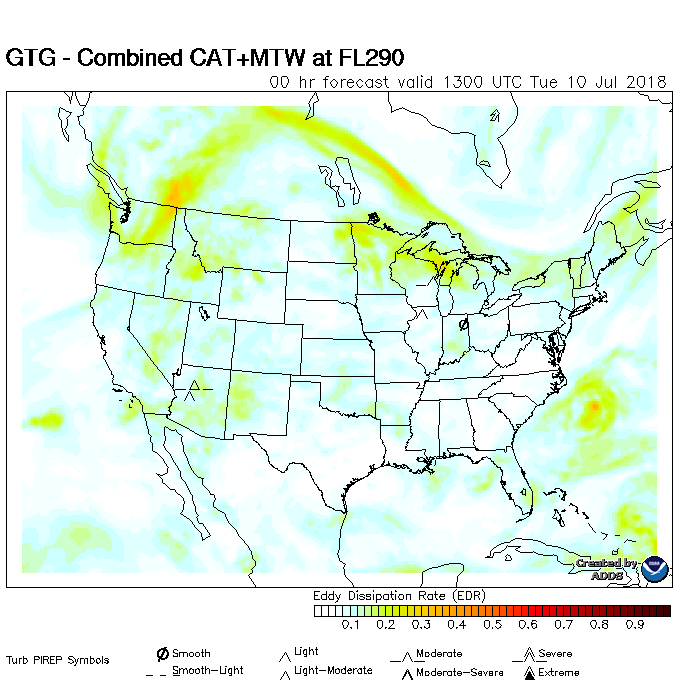 GTG - Combined CAT+MTW at FL290
00 hr forecast valid 1300 UTC Tue 10 Jul 2018
Created by
ADDS
Eddy Dissipation Rate (EDR)
0.1 0.2 0.3 0.4 0.5 0.6 0.7 0.8 0.9
Turb PIREP Symbols
Smooth Light Moderate Severe
Smooth-Light Light-Moderate Moderate-Severe Extreme